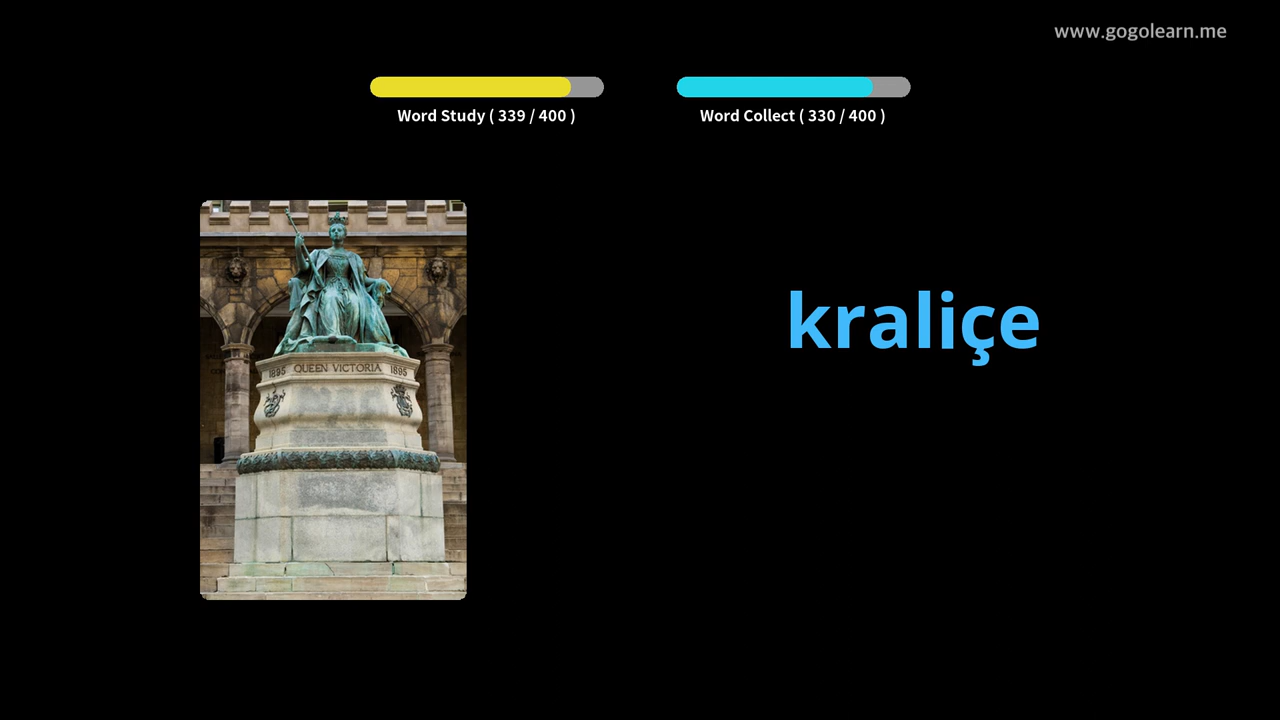 www.gogolearn.me
Word Study ( 339 / 400 )
Word Collect ( 330 / 400 )
1895 QUEEN VICTORIA 1895
kraliçe